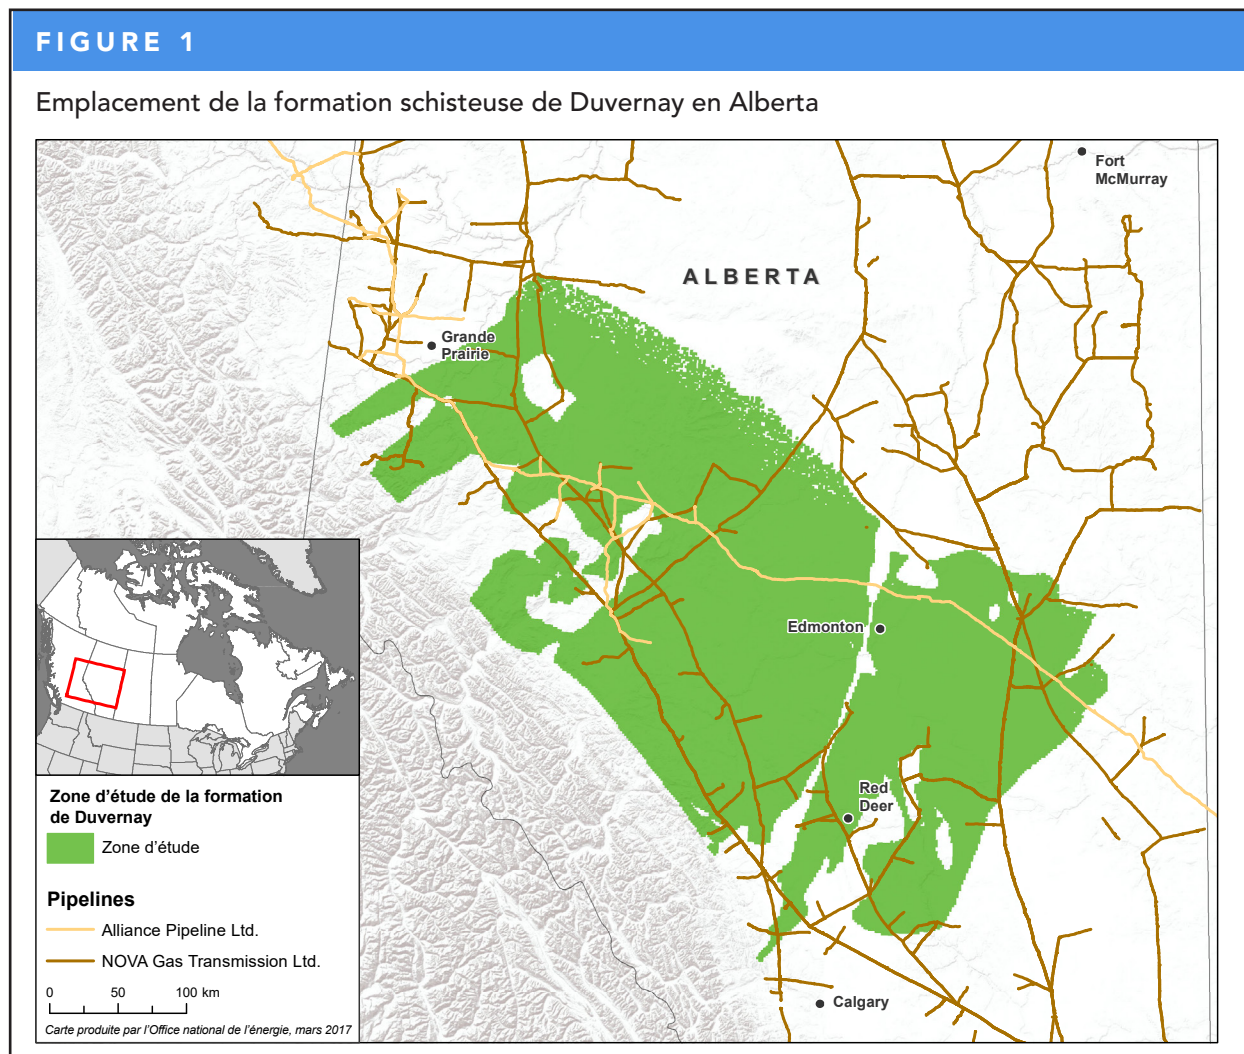 FIGURE 1
Emplacement de la formation schisteuse de Duvernay en Alberta
Fort
McMurray
ALBERTA
Grande
Prairie
Edmonton
Red
Deer
Calgary
Zone d'étude de la formation
de Duvernay
Zone d'étude
Pipelines
Alliance Pipeline Ltd.
NOVA Gas Transmission Ltd.
0 50 100 km
Carte produite par l'Office national de l'énergie, mars 2017